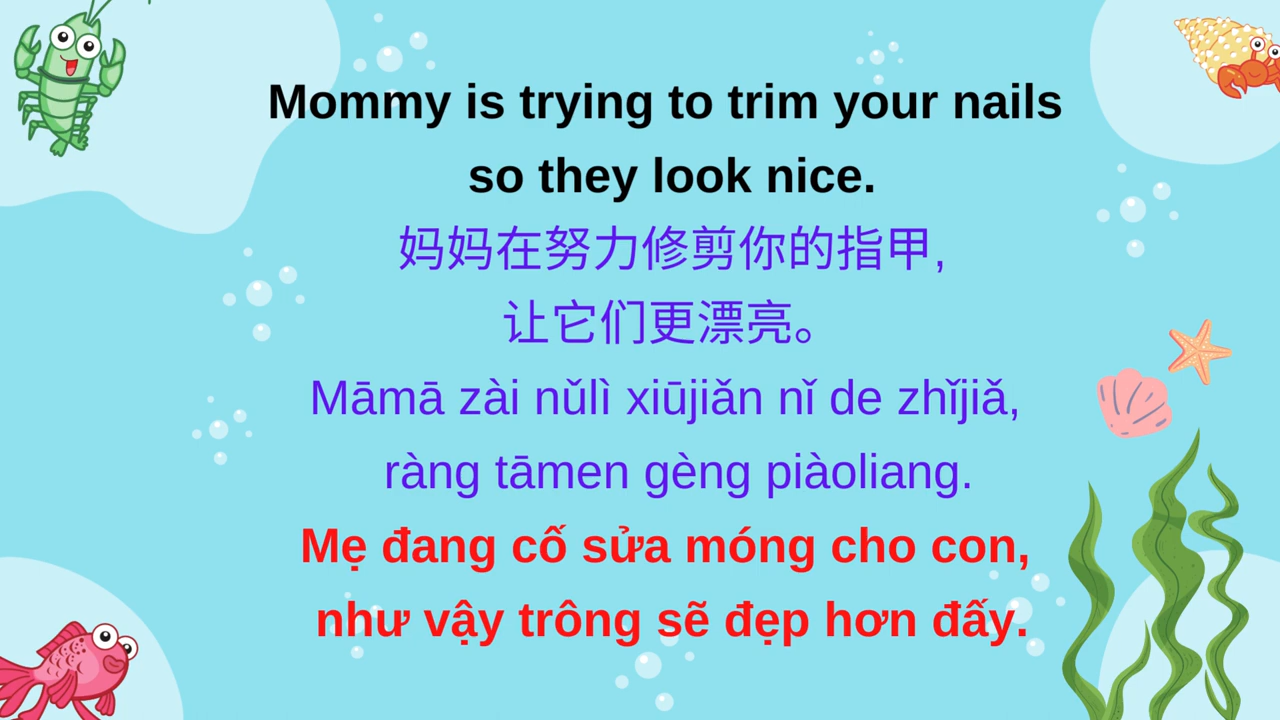 Mommy is trying to trim your nails
so they look nice.
妈妈在努力修剪你的指甲,
让它们更漂亮。
Māmā zài nǔlì xiūjiǎn nǐ de zhǐjiǎ,
ràng tāmen gèng piàoliang.
Mẹ đang cố sửa móng cho con,
như vậy trông sẽ đẹp hơn đấy.